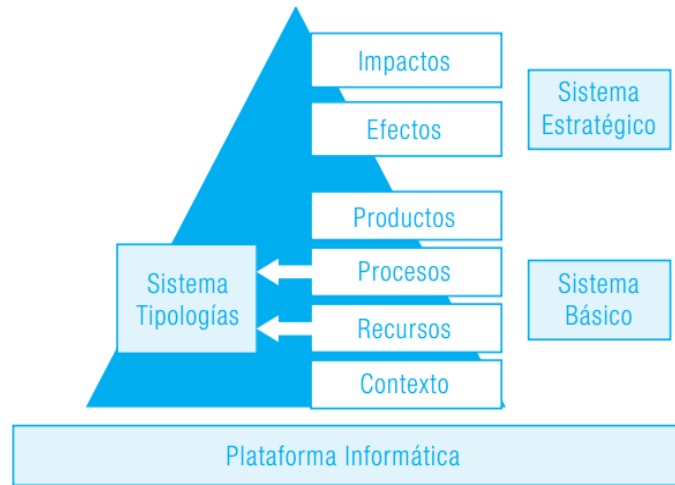 Impactos
Sistema
Estratégico
Efectos
Productos
Sistema
Tipologías
Procesos
Sistema
Básico
Recursos
Contexto
Plataforma Informática